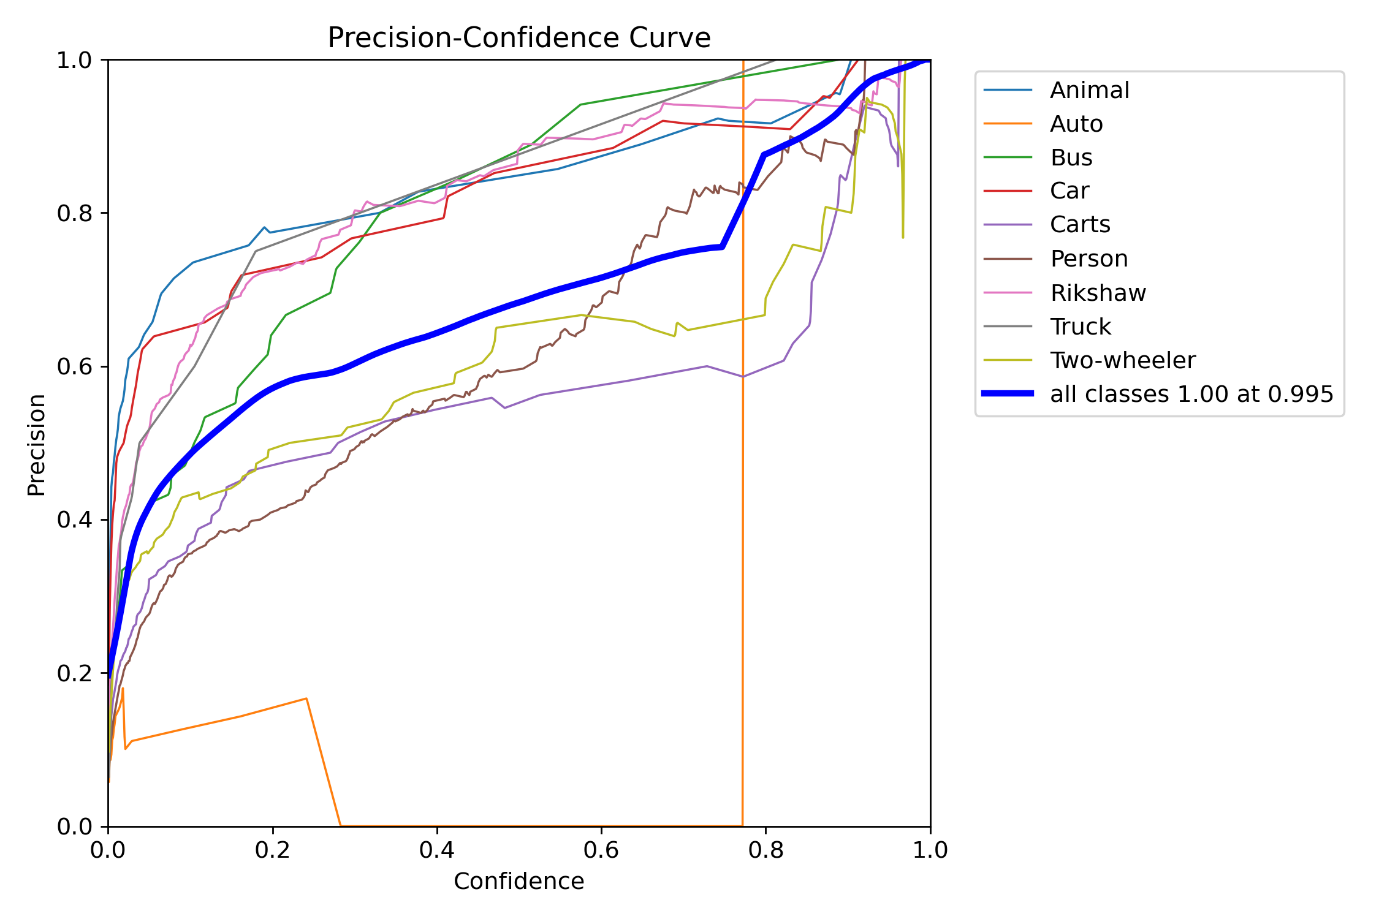 Precision-Confidence Curve
1.0
0.8
0.6
0.4
0.2
0.0
Precision
0.0 0.2 0.4 0.6 0.8 1.0
Confidence
Animal
Auto
Bus
Car
Carts
Person
Rikshaw
Truck
Two-wheeler
all classes 1.00 at 0.995